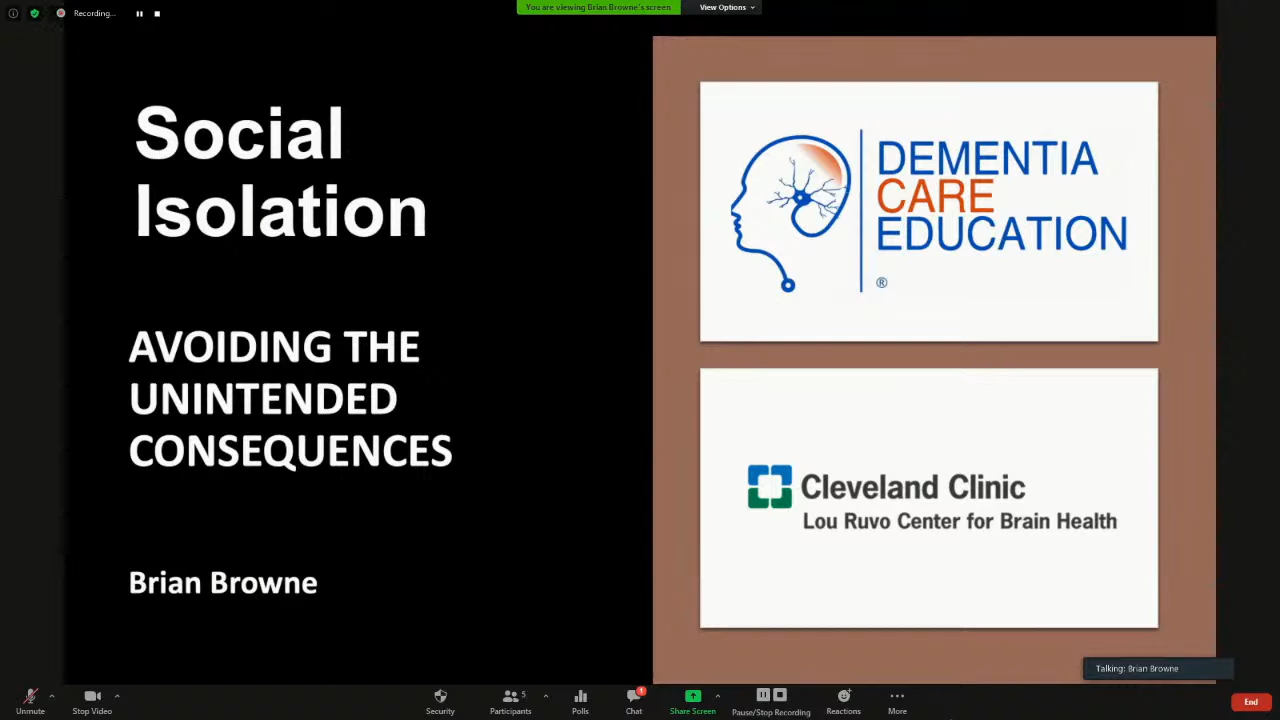 Recording...
You are viewing Brian Browne's screen
View Options
Social
Isolation
AVOIDING THE
UNINTENDED
CONSEQUENCES
Brian Browne
DEMENTIA
CARE
EDUCATION
®
Cleveland Clinic
Lou Ruvo Center for Brain Health
Talking: Brian Browne
Unmute
Stop Video
Security
5
Participants
Polls
1
Chat
Share Screen
Pause/Stop Recording
Reactions
More
End